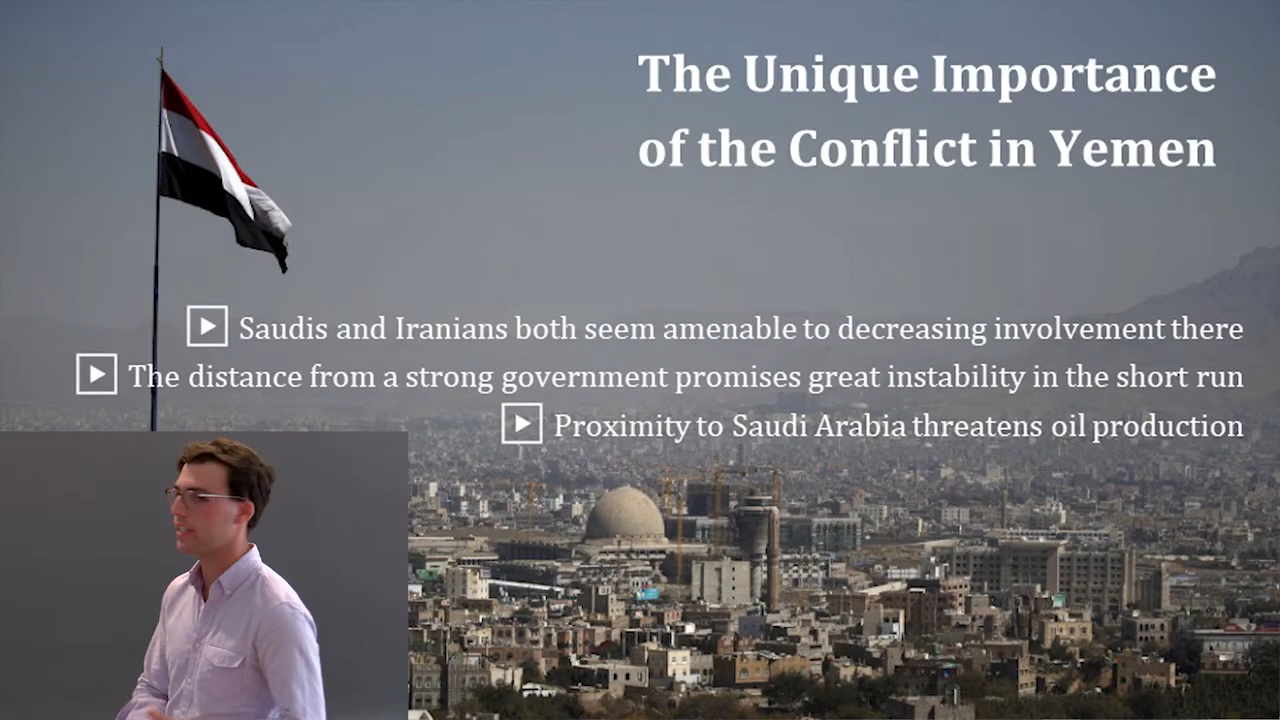 The Unique Importance
of the Conflict in Yemen
Saudis and Iranians both seem amenable to decreasing involvement there
The distance from a strong government promises great instability in the short run
Proximity to Saudi Arabia threatens oil production